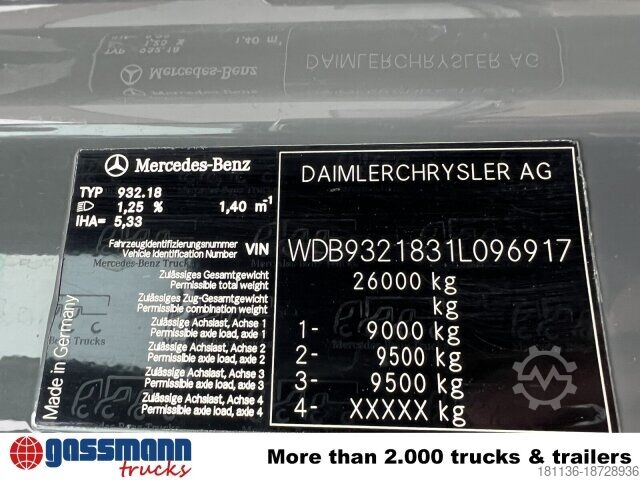 Mercedes-Benz
DAIMLERCHRYSLER AG
TYP 932.18
1,25 % 1,40 m⁻¹
IHA= 5,33
Fahrzeugidentifizierungsnummer
Vehicle Identification Number
VIN WDB9321831L096917
Zulässiges Gesamtgewicht
Permissible total weight
26000 kg
Zulässiges Zug-Gesamtgewicht
Permissible combination weight
kg
Zulässige Achslast, Achse 1
Permissible axle load, axle 1
1- 9000 kg
Zulässige Achslast, Achse 2
Permissible axle load, axle 2
2- 9500 kg
Zulässige Achslast, Achse 3
Permissible axle load, axle 3
3- 9500 kg
Zulässige Achslast, Achse 4
Permissible axle load, axle 4
4- XXXXX kg
Made in Germany
gassmann
trucks
More than 2.000 trucks & trailers
181136-18728936